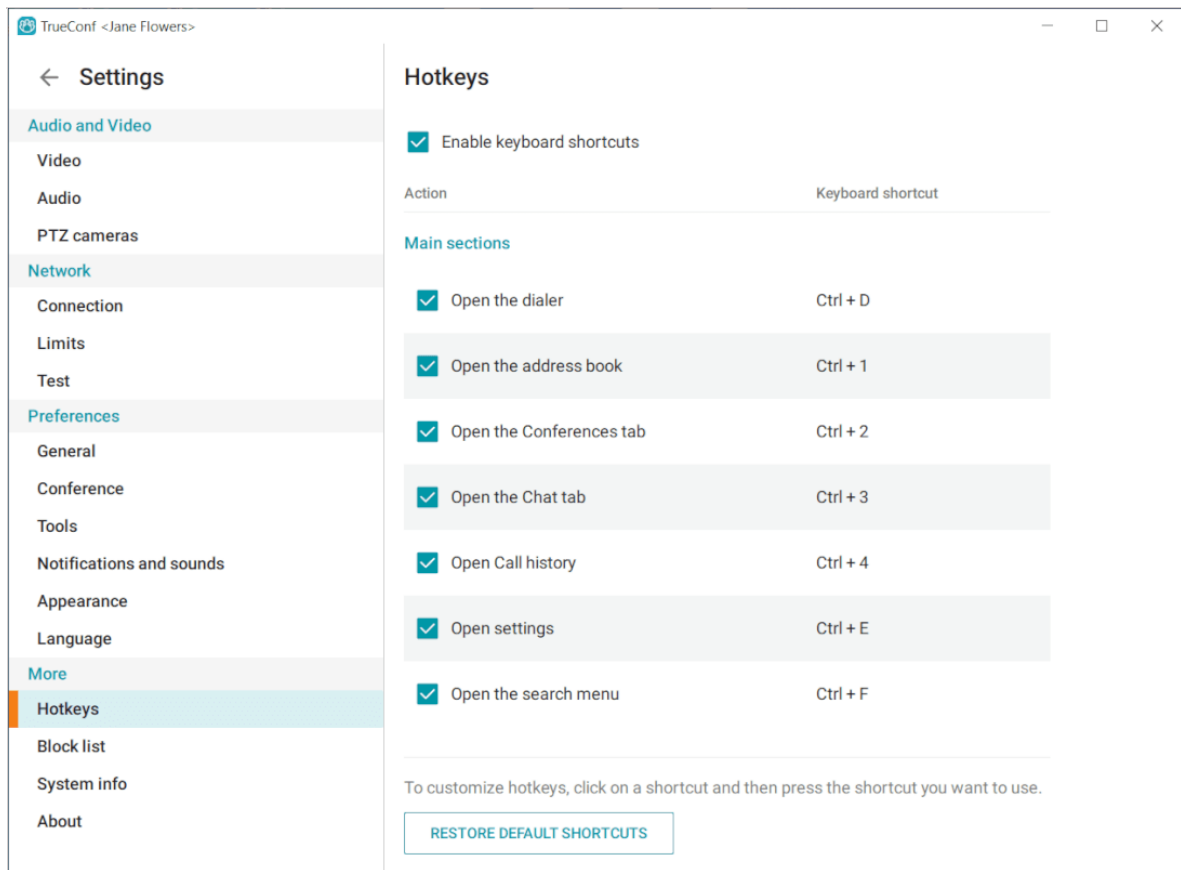 TrueConf <Jane Flowers>
Settings
Audio and Video
Video
Audio
PTZ cameras
Network
Connection
Limits
Test
Preferences
General
Conference
Tools
Notifications and sounds
Appearance
Language
More
Hotkeys
Block list
System info
About
Hotkeys
Enable keyboard shortcuts
Action Keyboard shortcut
Main sections
Open the dialer Ctrl + D
Open the address book Ctrl + 1
Open the Conferences tab Ctrl + 2
Open the Chat tab Ctrl + 3
Open Call history Ctrl + 4
Open settings Ctrl + E
Open the search menu Ctrl + F
To customize hotkeys, click on a shortcut and then press the shortcut you want to use.
RESTORE DEFAULT SHORTCUTS